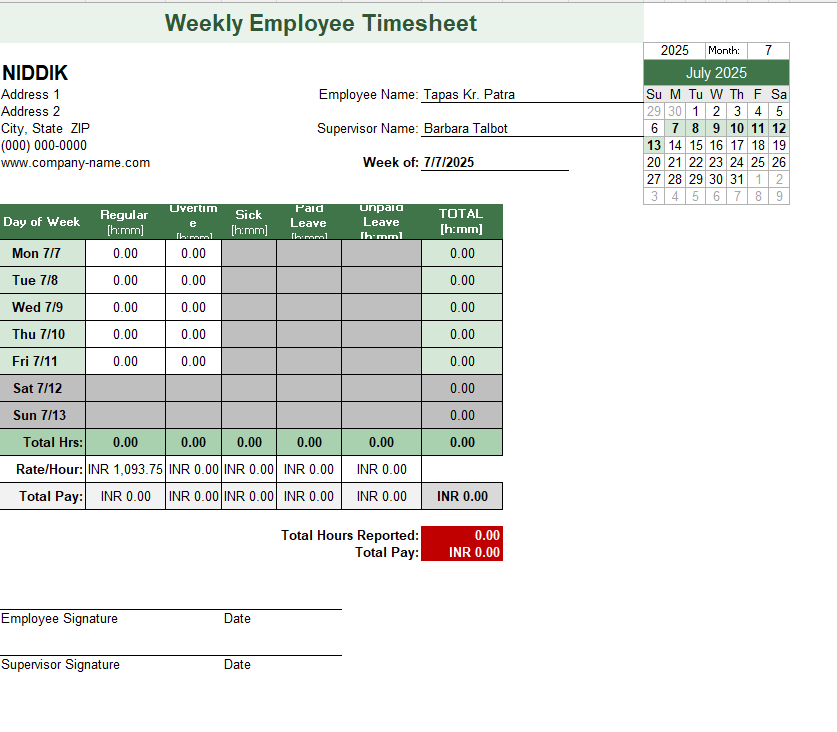 Weekly Employee Timesheet
2025 Month: 7
July 2025
Su M Tu W Th F Sa
29 30 1 2 3 4 5
6 7 8 9 10 11 12
13 14 15 16 17 18 19
20 21 22 23 24 25 26
27 28 29 30 31 1 2
3 4 5 6 7 8 9
NIDDIK
Address 1
Address 2
City, State ZIP
(000) 000-0000
www.company-name.com
Employee Name: Tapas Kr. Patra
Supervisor Name: Barbara Talbot
Week of: 7/7/2025
Day of Week Regular [h:mm] Overtime [h:mm] Sick [h:mm] Paid Leave [h:mm] Unpaid Leave [h:mm] TOTAL [h:mm]
Mon 7/7 0.00 0.00 0.00
Tue 7/8 0.00 0.00 0.00
Wed 7/9 0.00 0.00 0.00
Thu 7/10 0.00 0.00 0.00
Fri 7/11 0.00 0.00 0.00
Sat 7/12 0.00
Sun 7/13 0.00
Total Hrs: 0.00 0.00 0.00 0.00 0.00 0.00
Rate/Hour: INR 1,093.75 INR 0.00 INR 0.00 INR 0.00 INR 0.00
Total Pay: INR 0.00 INR 0.00 INR 0.00 INR 0.00 INR 0.00 INR 0.00
Total Hours Reported: 0.00
Total Pay: INR 0.00
Employee Signature Date
Supervisor Signature Date